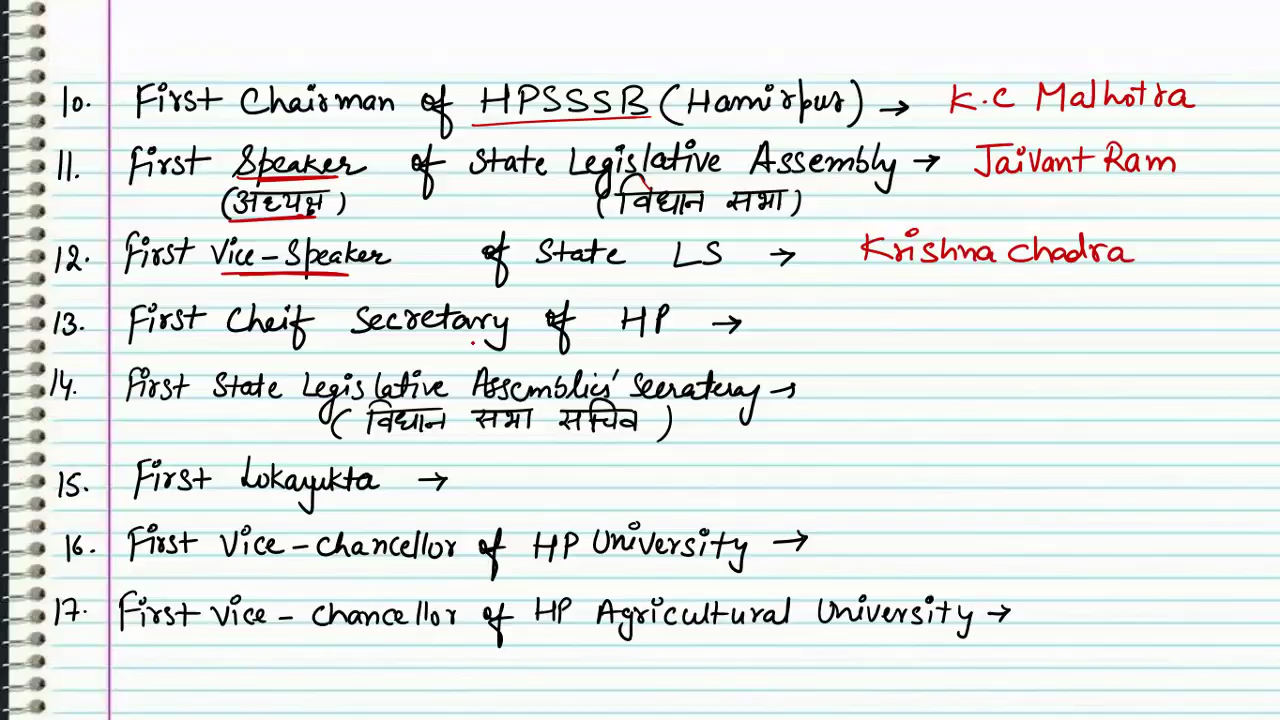 10. First Chairman of HPSSSB (Hamirpur) → K.C Malhotra
11. First Speaker of State Legislative Assembly → Jaivant Ram
(अध्यक्ष) (विधान सभा)
12. First Vice-Speaker of State LS → Krishna Chadra
13. First Cheif Secretary of HP →
14. First State Legislative Assemblies' Secratery →
(विधान सभा सचिव)
15. First Lokayukta →
16. First Vice-Chancellor of HP University →
17. First Vice-Chancellor of HP Agricultural University →